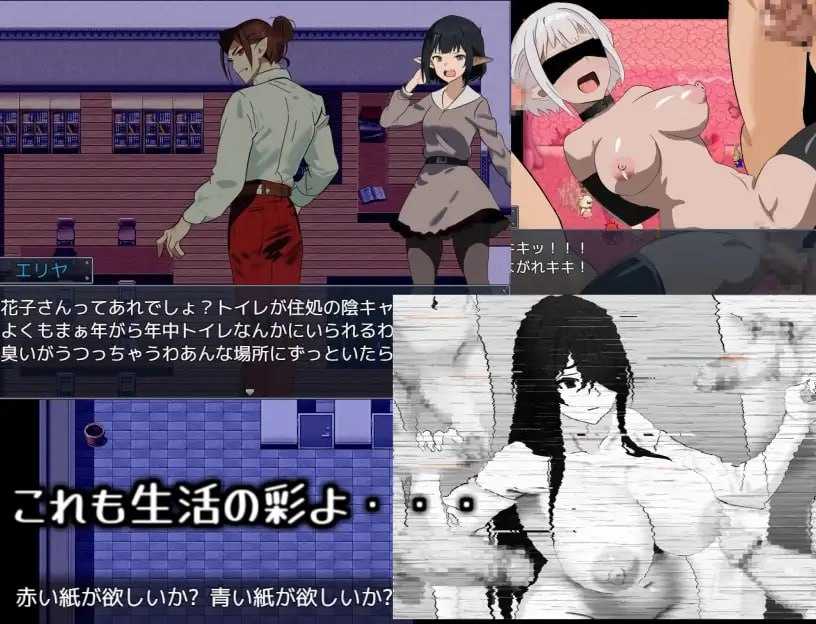 エリヤ
花子さんってあれでしょ？トイレが住処の陰キャ
よくもまぁ年がら年中トイレなんかにいられるわ
臭いがうつっちゃうわあんな場所にずっといたら
キッ！！！
がれキキ！
これも生活の彩よ・・・
赤い紙が欲しいか? 青い紙が欲しいか?